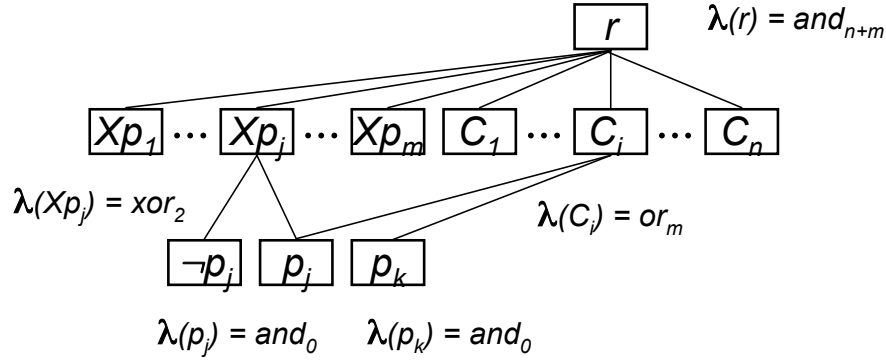 r λ(r) = and_{n+m}
Xp_1 ... Xp_j ... Xp_m C_1 ... C_i ... C_n
λ(Xp_j) = xor_2 λ(C_i) = or_m
¬p_j p_j p_k
λ(p_j) = and_0 λ(p_k) = and_0